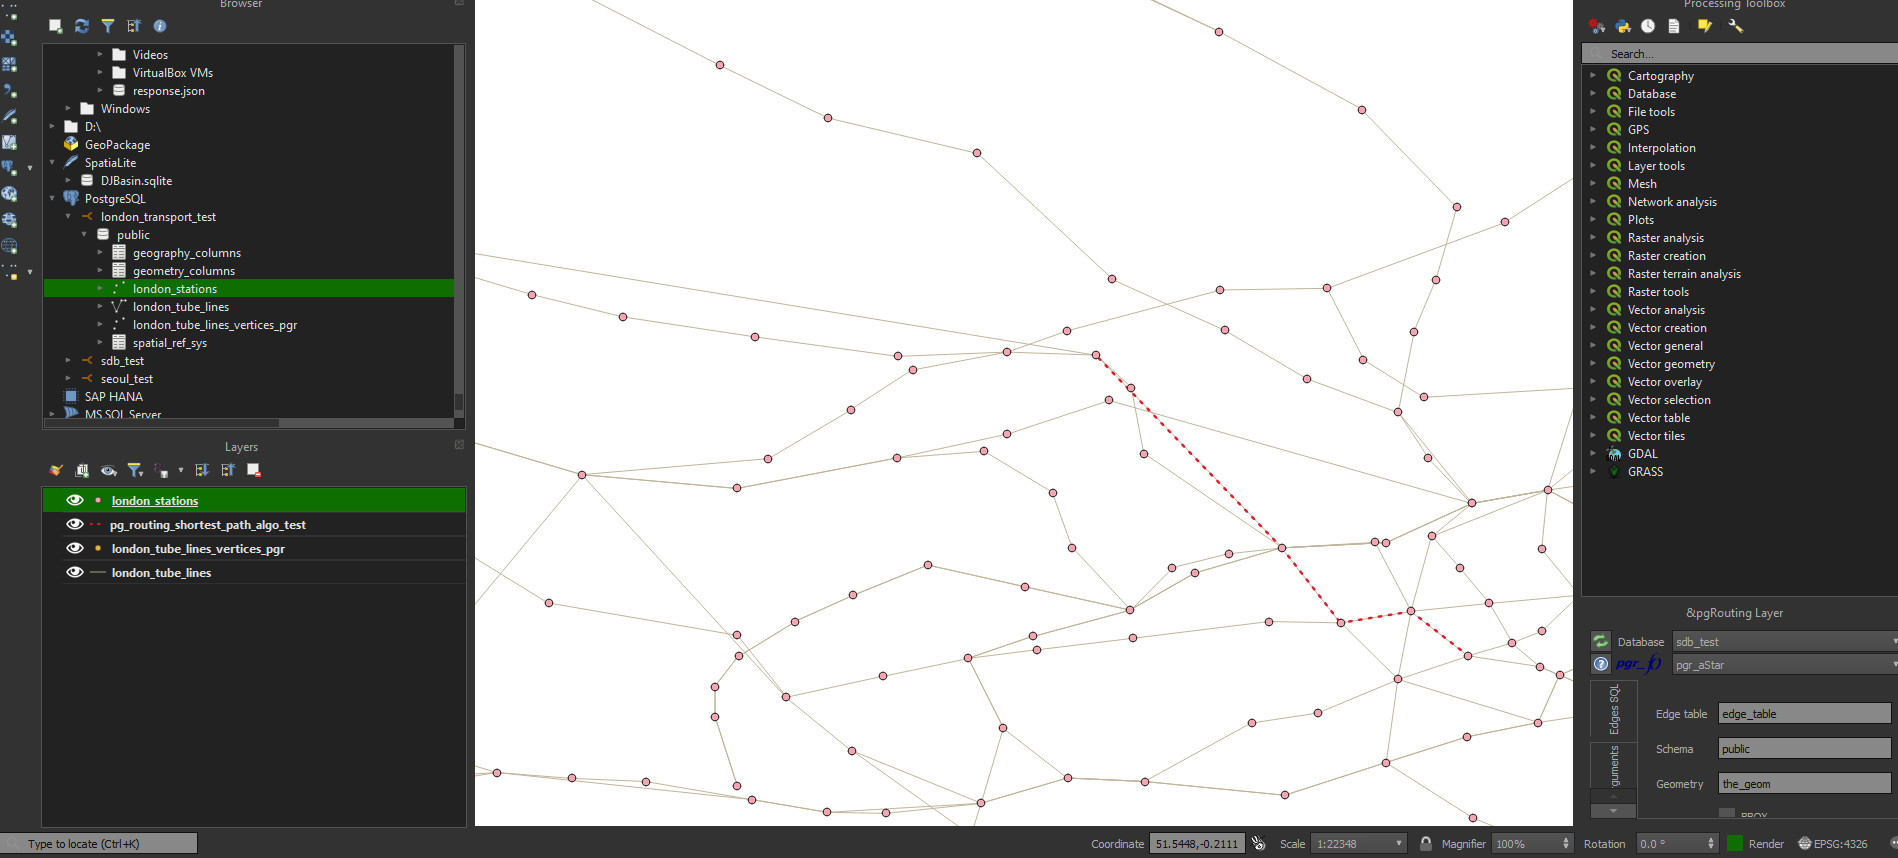 Browser
Videos
VirtualBox VMs
response.json
Windows
D:\
GeoPackage
SpatiaLite
DJBasin.sqlite
PostgreSQL
london_transport_test
public
geography_columns
geometry_columns
london_stations
london_tube_lines
london_tube_lines_vertices_pgr
spatial_ref_sys
sdb_test
seoul_test
SAP HANA
MS SQL Server
Layers
london_stations
pg_routing_shortest_path_algo_test
london_tube_lines_vertices_pgr
london_tube_lines
Processing Toolbox
Search...
Cartography
Database
File tools
GPS
Interpolation
Layer tools
Mesh
Network analysis
Plots
Raster analysis
Raster creation
Raster terrain analysis
Raster tools
Vector analysis
Vector creation
Vector general
Vector geometry
Vector overlay
Vector selection
Vector table
Vector tiles
GDAL
GRASS
&pgRouting Layer
Database sdb_test
pgr_f() pgr_aStar
Edges SQL
Edge table edge_table
Schema public
guments
Geometry the_geom
BBOX
Type to locate (Ctrl+K) Coordinate 51.5448,-0.2111 Scale 1:22348 Magnifier 100% Rotation 0.0 ° Render EPSG:4326